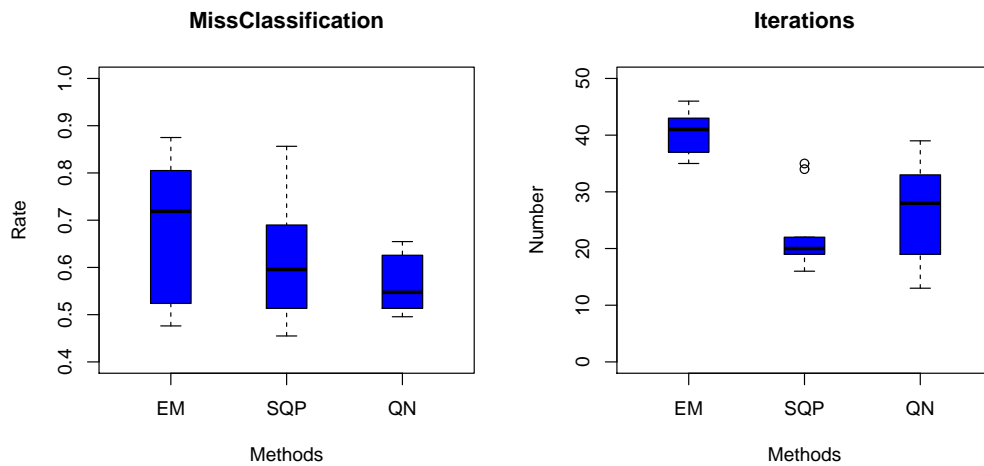 MissClassification
1.0
0.9
0.8
0.7
0.6
0.5
0.4
Rate
EM SQP QN
Methods
Iterations
50
40
30
20
10
0
Number
EM SQP QN
Methods